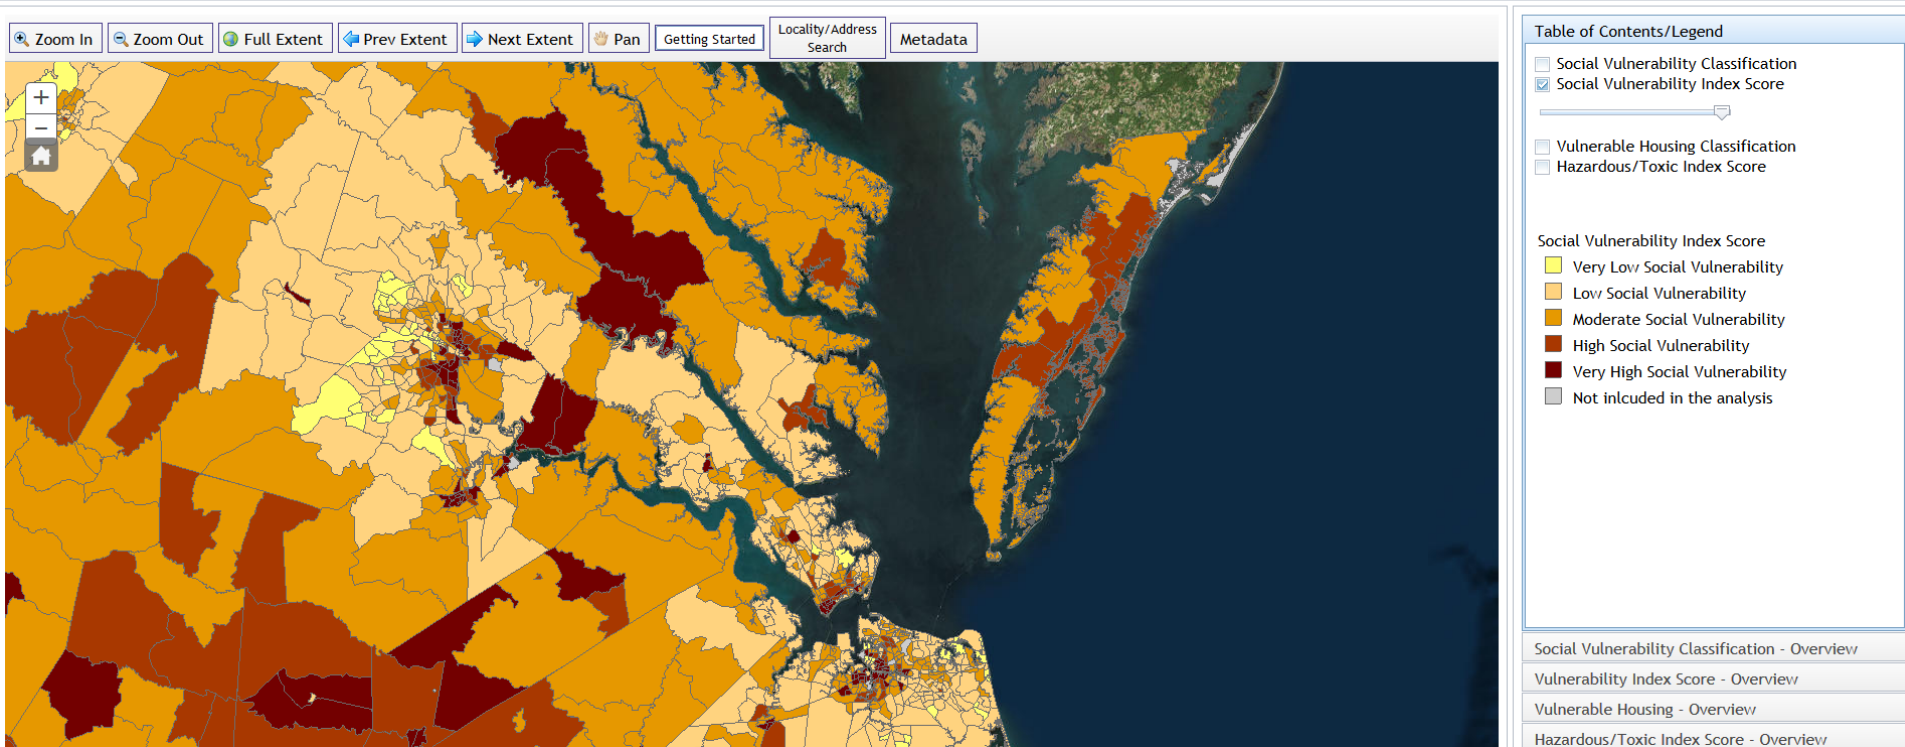 Zoom In
Zoom Out
Full Extent
Prev Extent
Next Extent
Pan
Getting Started
Locality/Address
Search
Metadata
+
−
Table of Contents/Legend
Social Vulnerability Classification
Social Vulnerability Index Score
Vulnerable Housing Classification
Hazardous/Toxic Index Score
Social Vulnerability Index Score
Very Low Social Vulnerability
Low Social Vulnerability
Moderate Social Vulnerability
High Social Vulnerability
Very High Social Vulnerability
Not inlcuded in the analysis
Social Vulnerability Classification - Overview
Vulnerability Index Score - Overview
Vulnerable Housing - Overview
Hazardous/Toxic Index Score - Overview